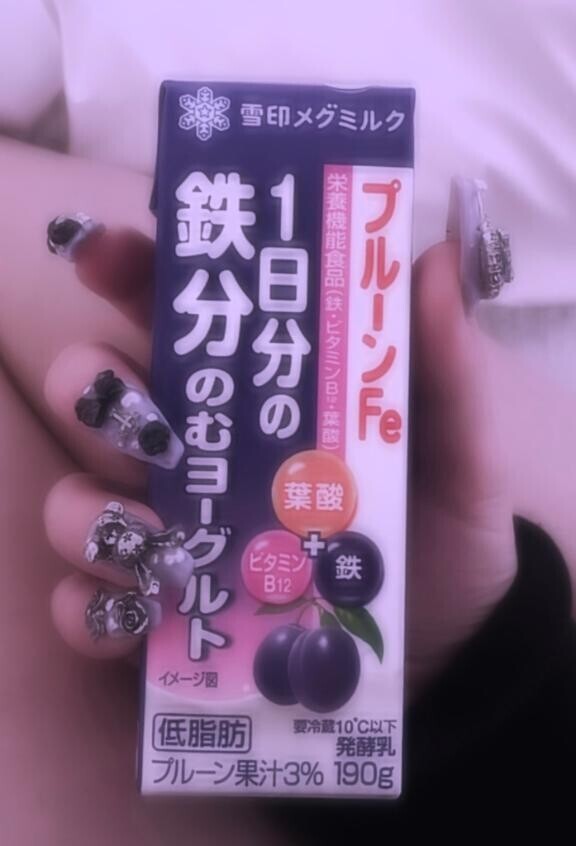 雪印メグミルク
プルーンFe
栄養機能食品(鉄・ビタミンB12・葉酸)
1日分の
鉄分のむヨーグルト
葉酸
+
ビタミン
B12
鉄
イメージ図
低脂肪
要冷蔵10℃以下
発酵乳
プルーン果汁3% 190g